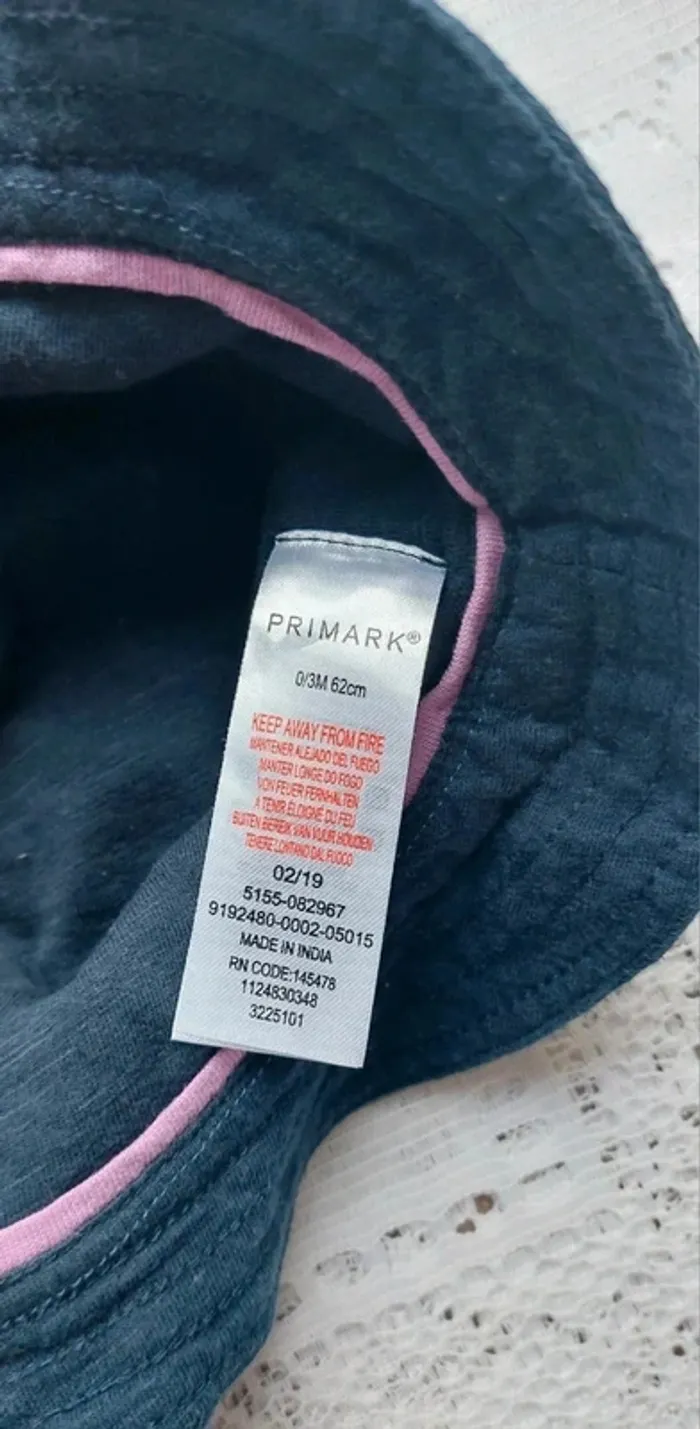 PRIMARK®
0/3M 62cm
KEEP AWAY FROM FIRE
MANTENER ALEJADO DEL FUEGO
MANTER LONGE DO FOGO
VON FEUER FERNHALTEN
A TENIR ÉLOIGNÉ DU FEU
BUITEN BEREIK VAN VUUR HOUDEN
TENERE LONTANO DAL FUOCO
02/19
5155-082967
9192480-0002-05015
MADE IN INDIA
RN CODE:145478
1124830348
3225101